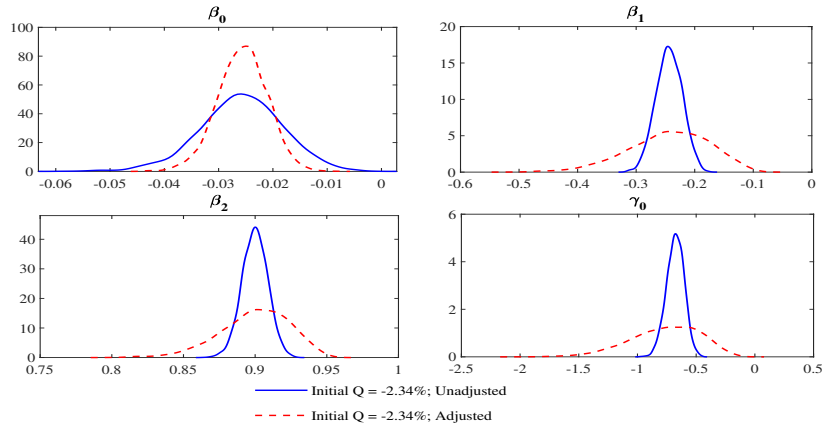 β0
100
80
60
40
20
0
-0.06 -0.05 -0.04 -0.03 -0.02 -0.01 0
β1
20
15
10
5
0
-0.6 -0.5 -0.4 -0.3 -0.2 -0.1 0
β2
40
30
20
10
0
0.75 0.8 0.85 0.9 0.95 1
γ0
6
4
2
0
-2.5 -2 -1.5 -1 -0.5 0 0.5
Initial Q = -2.34%; Unadjusted
Initial Q = -2.34%; Adjusted